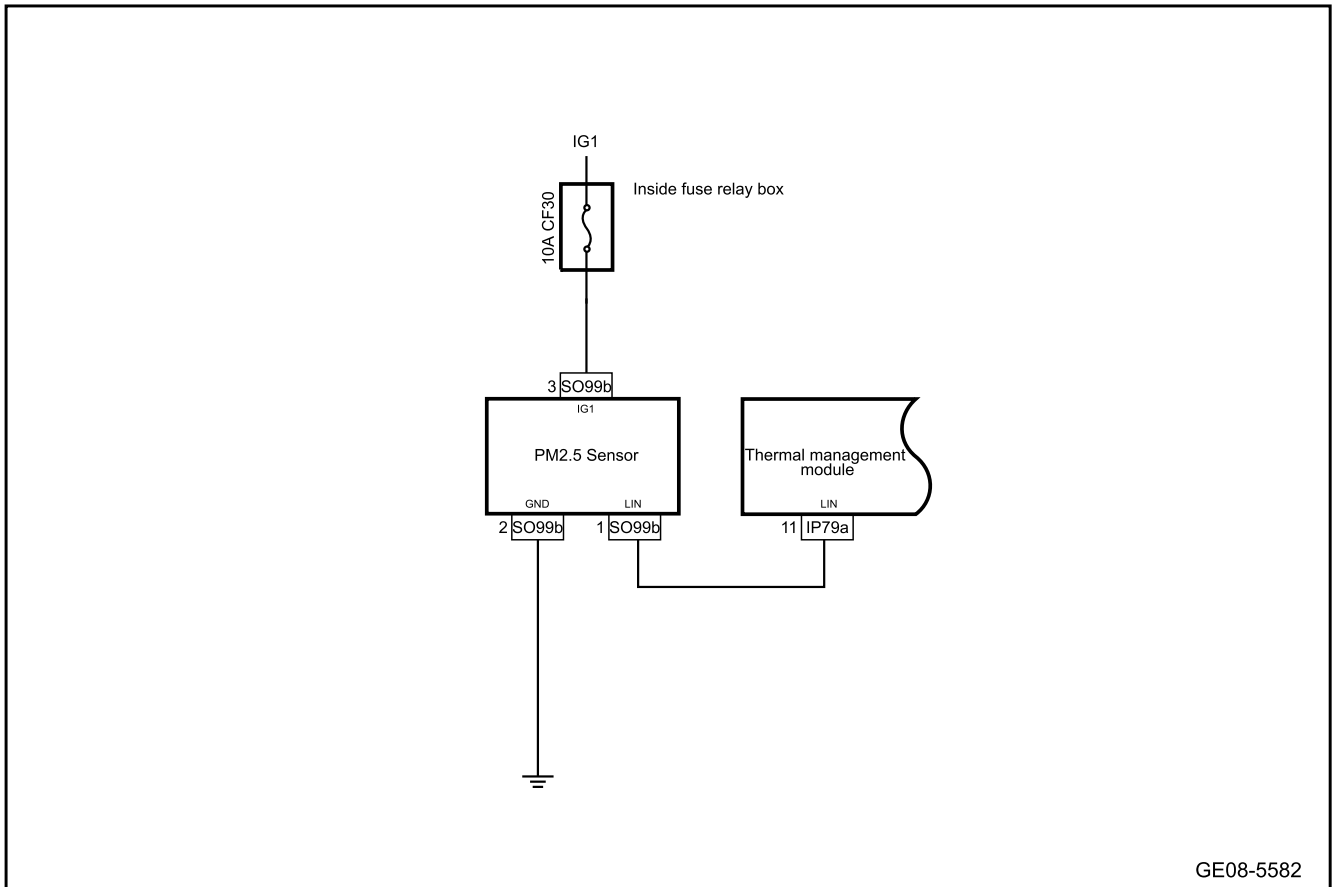 IG1
Inside fuse relay box
10A CF30
3 SO99b
IG1
PM2.5 Sensor
Thermal management
module
GND
LIN
LIN
2 SO99b
1 SO99b
11 IP79a
GE08-5582